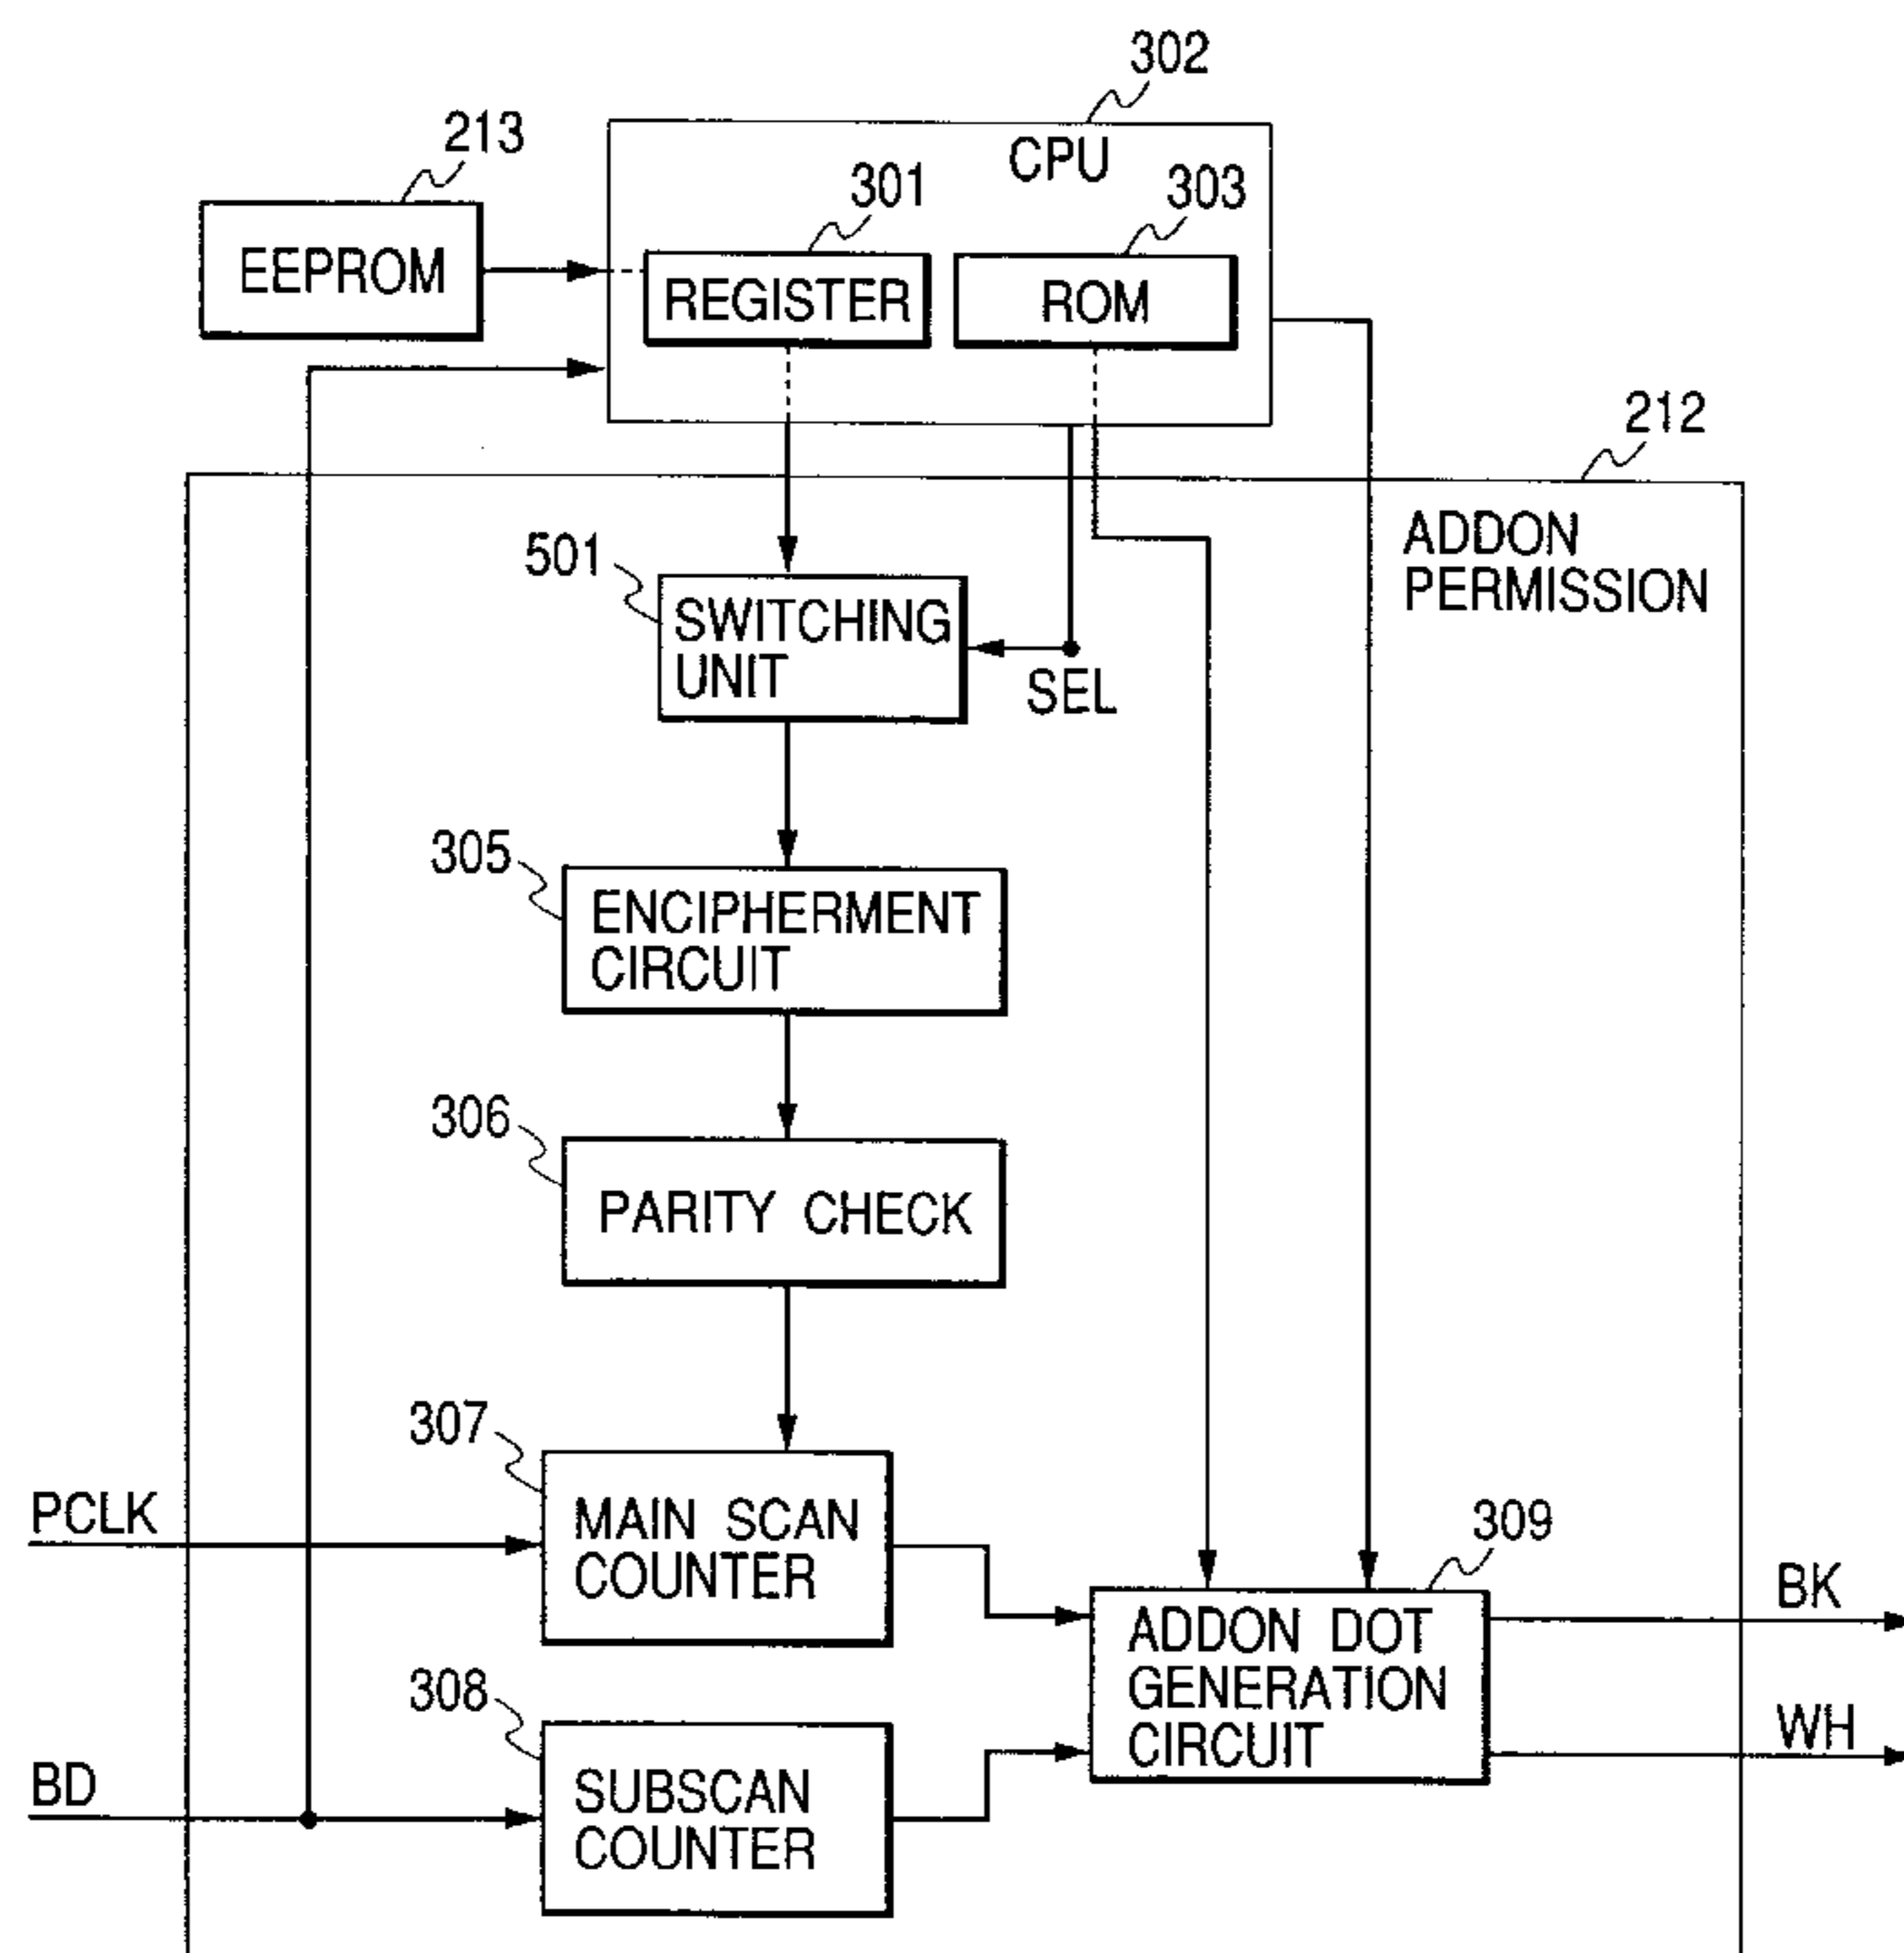 302
213
CPU
301
303
EEPROM
REGISTER
ROM
212
ADDON
PERMISSION
501
SWITCHING
UNIT
SEL
305
ENCIPHERMENT
CIRCUIT
306
PARITY CHECK
307
PCLK
MAIN SCAN
COUNTER
309
BK
ADDON DOT
GENERATION
CIRCUIT
WH
308
BD
SUBSCAN
COUNTER